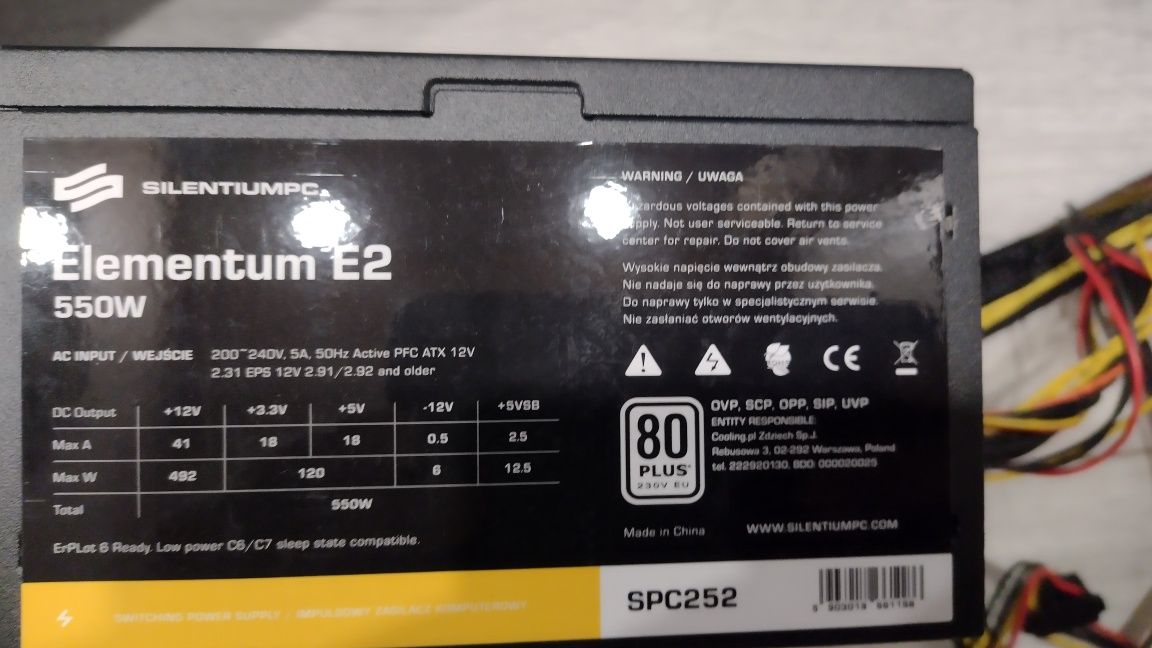 SILENTIUMPC
Elementum E2
550W
AC INPUT / WEJŚCIE 200~240V, 5A, 50Hz Active PFC ATX 12V
2.31 EPS 12V 2.91/2.92 and older
DC Output +12V +3.3V +5V -12V +5VSB
Max A 41 18 18 0.5 2.5
Max W 492 120 6 12.5
Total 550W
ErPLot 6 Ready. Low power C6/C7 sleep state compatible.
WARNING / UWAGA
voltages contained with this power
Not user serviceable. Return to service
center for repair. Do not cover air vents.
Wysokie napięcie wewnątrz obudowy zasilacza.
Nie nadaje się do naprawy przez użytkownika.
Do naprawy tylko w specjalistycznym serwisie.
Nie zasłaniać otworów wentylacyjnych.
CE
80
PLUS
230V EU
OVP, SCP, OPP, SIP, UVP
ENTITY RESPONSIBLE:
Cooling.pl Zdziech Sp.J.
Rebusowa 3, 02-292 Warszawa, Poland
tel. 222920130, BDO: 000020025
Made in China WWW.SILENTIUMPC.COM
SWITCHING POWER SUPPLY / IMPULSOWY ZASILACZ KOMPUTEROWY
SPC252